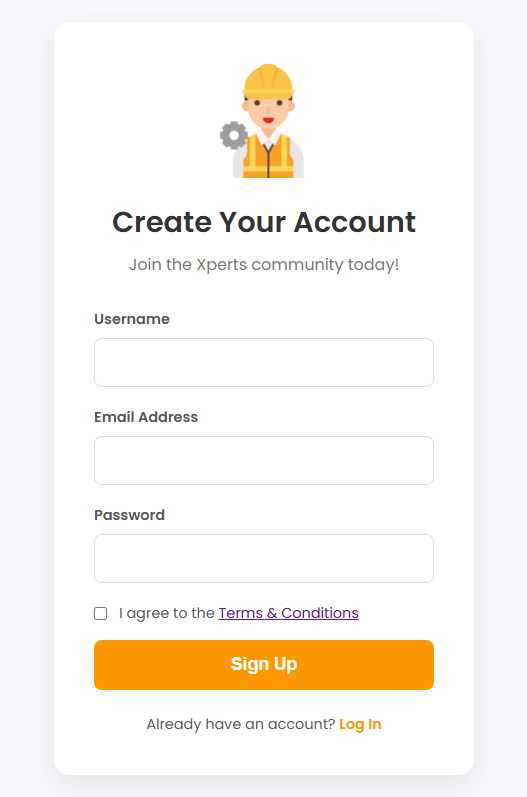 Create Your Account
Join the Xperts community today!
Username
Email Address
Password
I agree to the Terms & Conditions
Sign Up
Already have an account? Log In